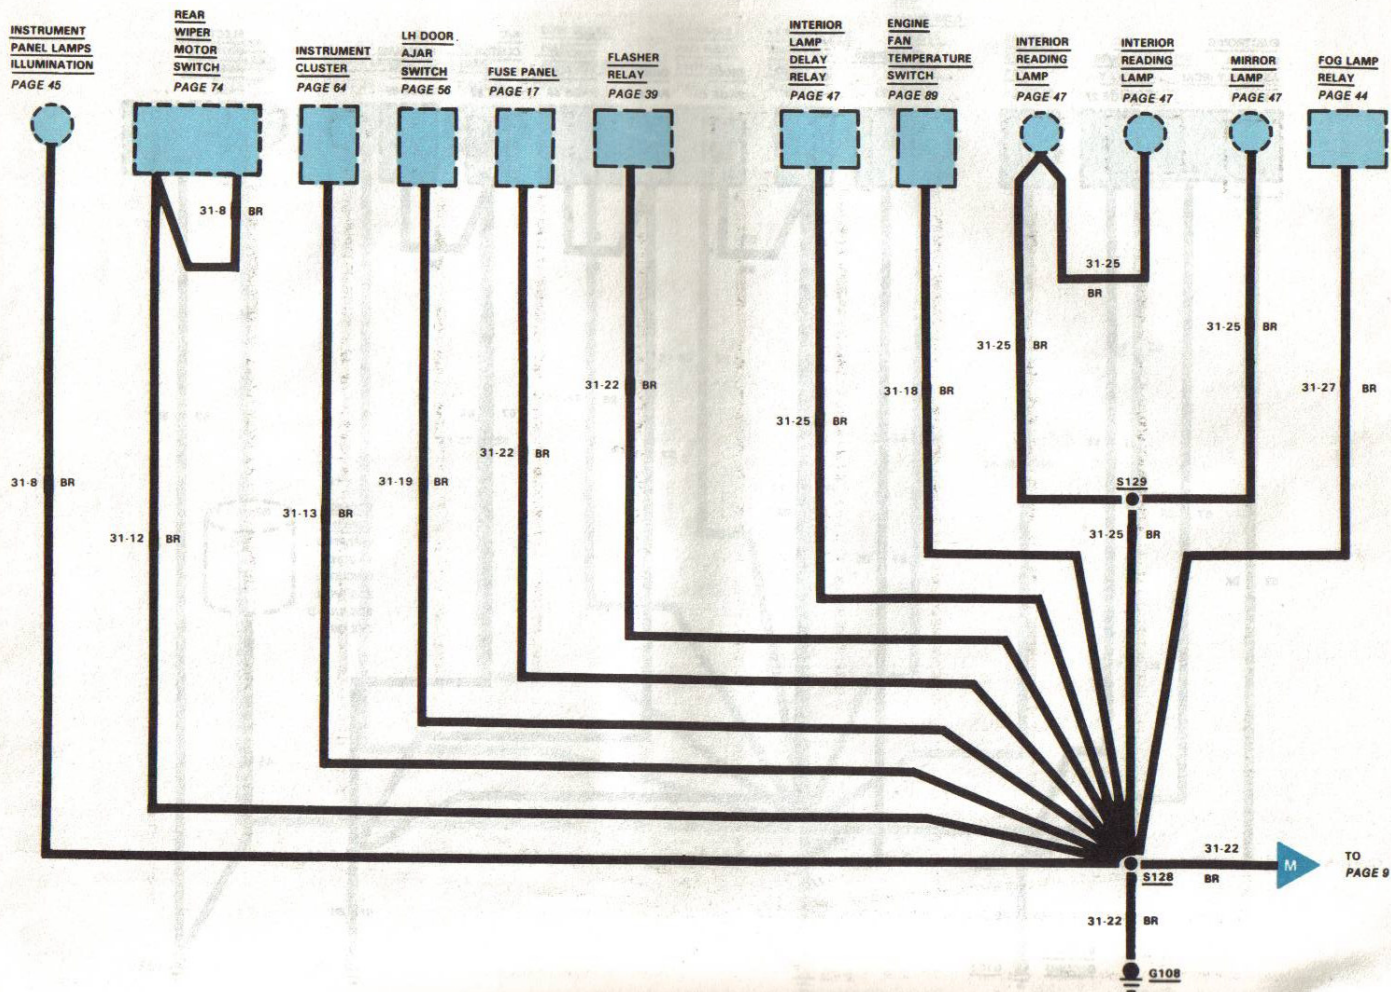 INSTRUMENT
PANEL LAMPS
ILLUMINATION
PAGE 45
REAR
WIPER
MOTOR
SWITCH
PAGE 74
INSTRUMENT
CLUSTER
PAGE 64
LH DOOR
AJAR
SWITCH
PAGE 56
FUSE PANEL
PAGE 17
FLASHER
RELAY
PAGE 39
INTERIOR
LAMP
DELAY
RELAY
PAGE 47
ENGINE
FAN
TEMPERATURE
SWITCH
PAGE 89
INTERIOR
READING
LAMP
PAGE 47
INTERIOR
READING
LAMP
PAGE 47
MIRROR
LAMP
PAGE 47
FOG LAMP
RELAY
PAGE 44
31-8 BR
31-25
BR
31-25 BR
31-25 BR
31-22 BR
31-18 BR
31-27 BR
31-25 BR
31-22 BR
31-8 BR
31-19 BR
S129
31-13 BR
31-12 BR
31-25 BR
31-22
BR
M
TO
PAGE 9
S128
31-22 BR
G108